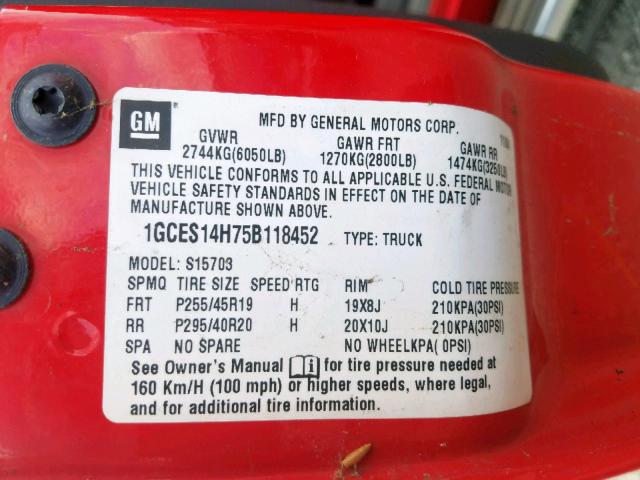 GM
MFD BY GENERAL MOTORS CORP.
GVWR GAWR FRT GAWR RR
2744KG(6050LB) 1270KG(2800LB) 1474KG(3250LB)
THIS VEHICLE CONFORMS TO ALL APPLICABLE U.S. FEDERAL MOTOR
VEHICLE SAFETY STANDARDS IN EFFECT ON THE DATE OF
MANUFACTURE SHOWN ABOVE.
1GCES14H75B118452 TYPE: TRUCK
MODEL: S15703
SPMQ TIRE SIZE SPEED RTG RIM COLD TIRE PRESSURE
FRT P255/45R19 H 19X8J 210KPA(30PSI)
RR P295/40R20 H 20X10J 210KPA(30PSI)
SPA NO SPARE NO WHEELKPA( 0PSI)
See Owner's Manual for tire pressure needed at
160 Km/H (100 mph) or higher speeds, where legal,
and for additional tire information.